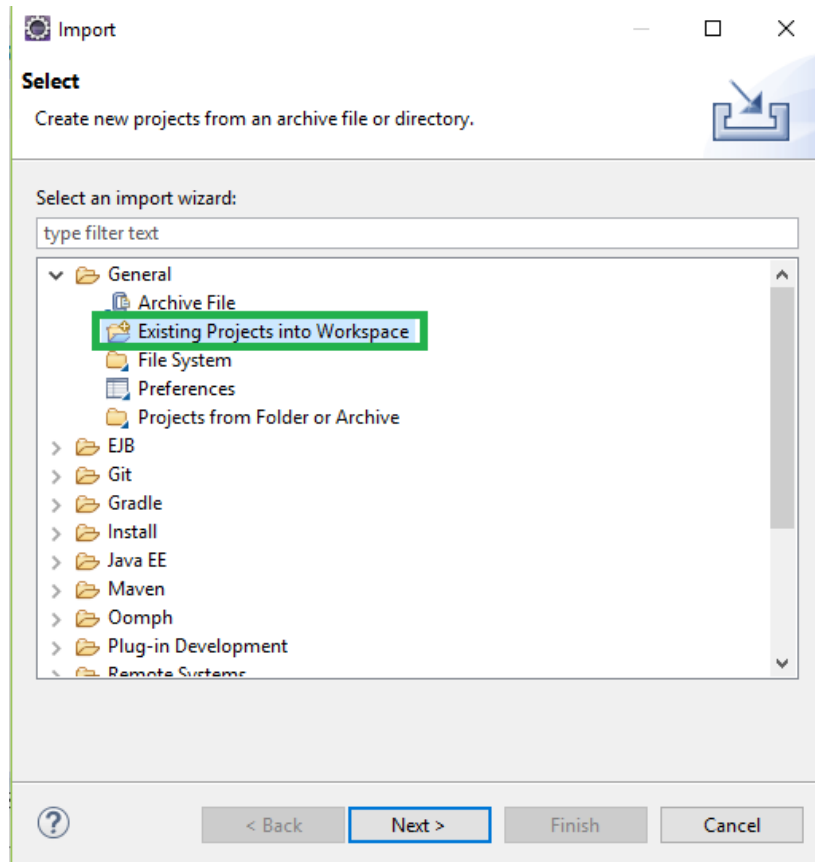 Import
Select
Create new projects from an archive file or directory.
Select an import wizard:
type filter text
General
Archive File
Existing Projects into Workspace
File System
Preferences
Projects from Folder or Archive
EJB
Git
Gradle
Install
Java EE
Maven
Oomph
Plug-in Development
Remote Systems
? < Back Next > Finish Cancel